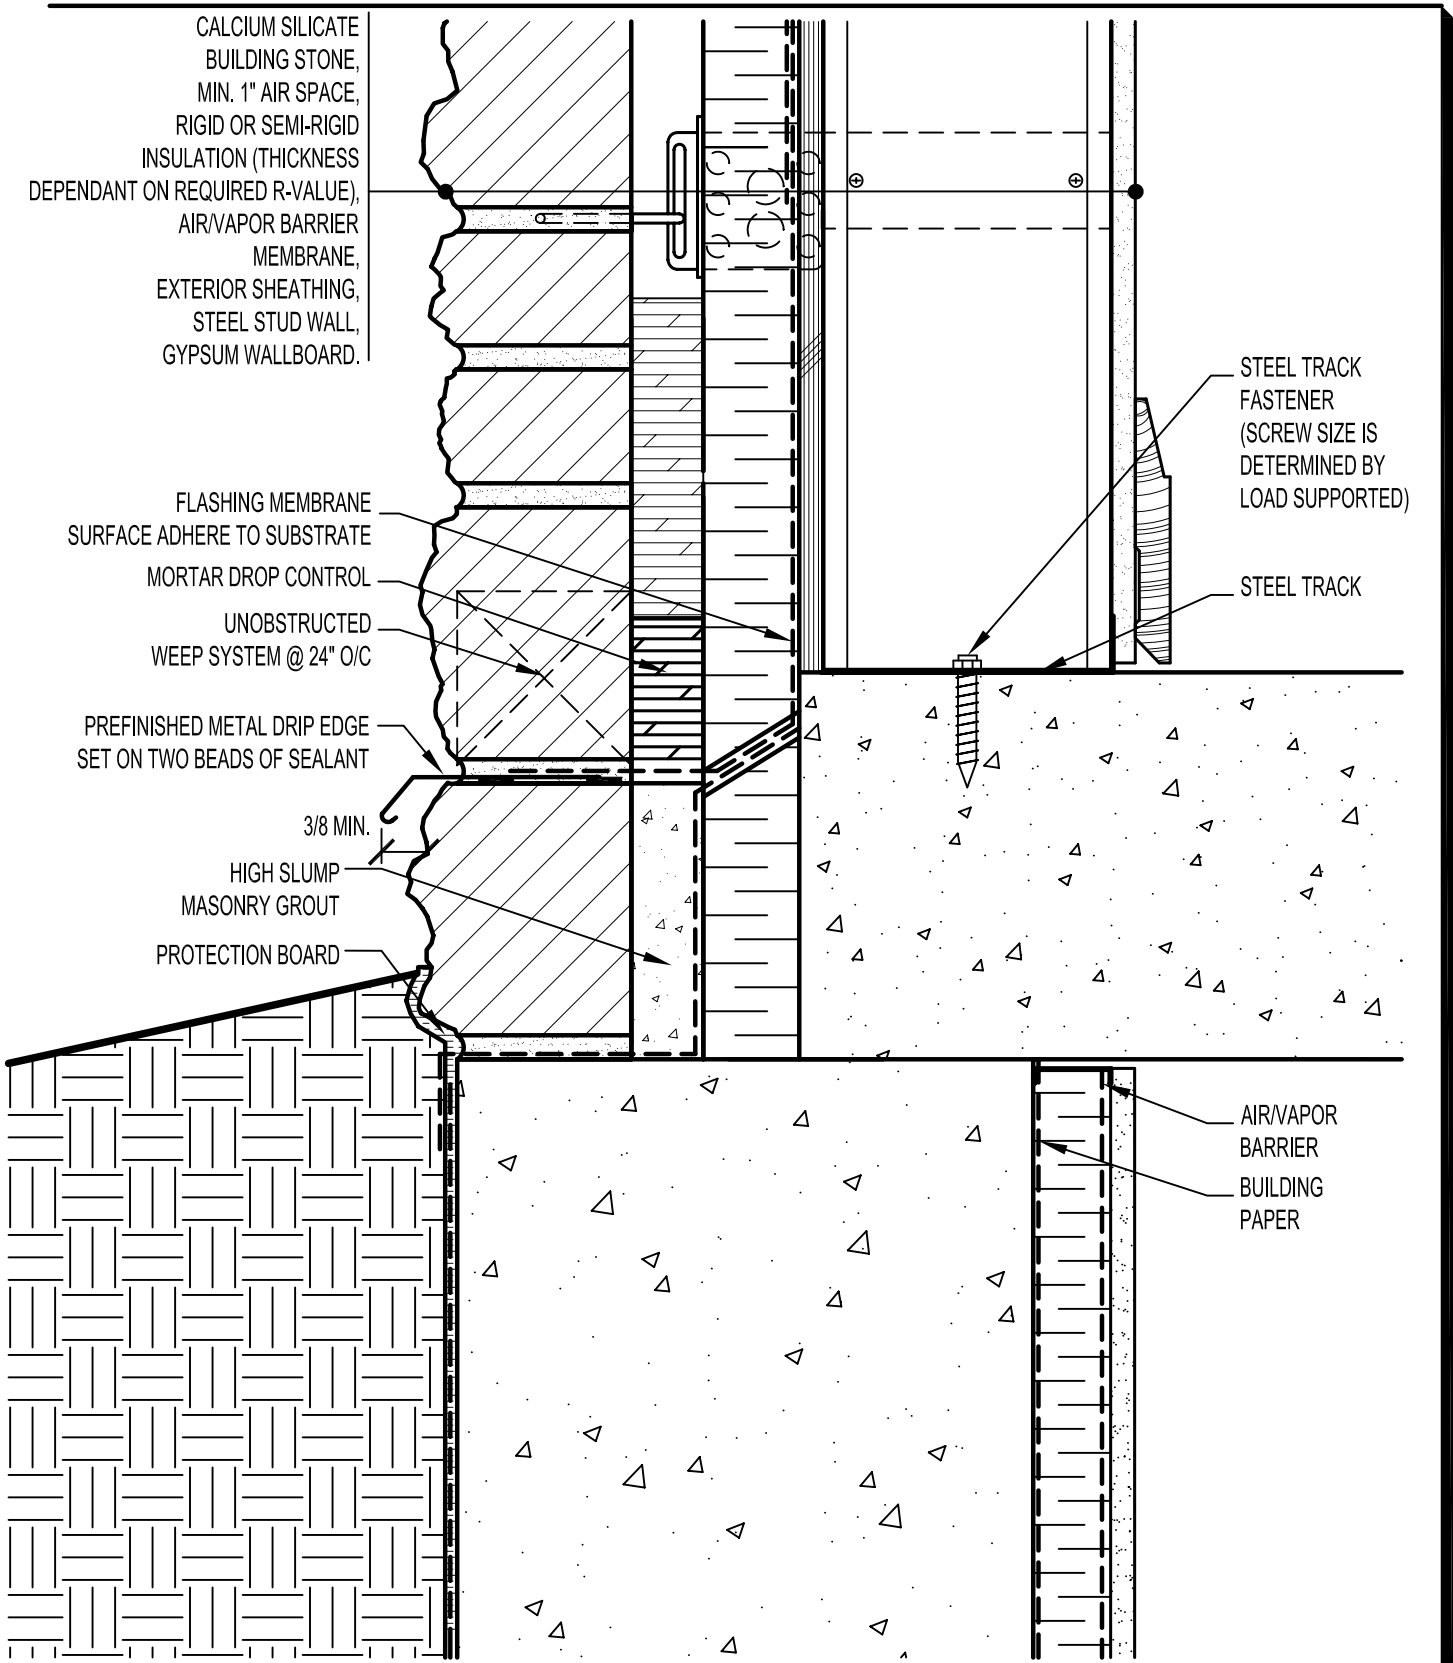 CALCIUM SILICATE
BUILDING STONE,
MIN. 1" AIR SPACE,
RIGID OR SEMI-RIGID
INSULATION (THICKNESS
DEPENDANT ON REQUIRED R-VALUE),
AIR/VAPOR BARRIER
MEMBRANE,
EXTERIOR SHEATHING,
STEEL STUD WALL,
GYPSUM WALLBOARD.
STEEL TRACK
FASTENER
(SCREW SIZE IS
DETERMINED BY
LOAD SUPPORTED)
FLASHING MEMBRANE
SURFACE ADHERE TO SUBSTRATE
MORTAR DROP CONTROL
STEEL TRACK
UNOBSTRUCTED
WEEP SYSTEM @ 24" O/C
PREFINISHED METAL DRIP EDGE
SET ON TWO BEADS OF SEALANT
3/8 MIN.
HIGH SLUMP
MASONRY GROUT
PROTECTION BOARD
AIR/VAPOR
BARRIER
BUILDING
PAPER